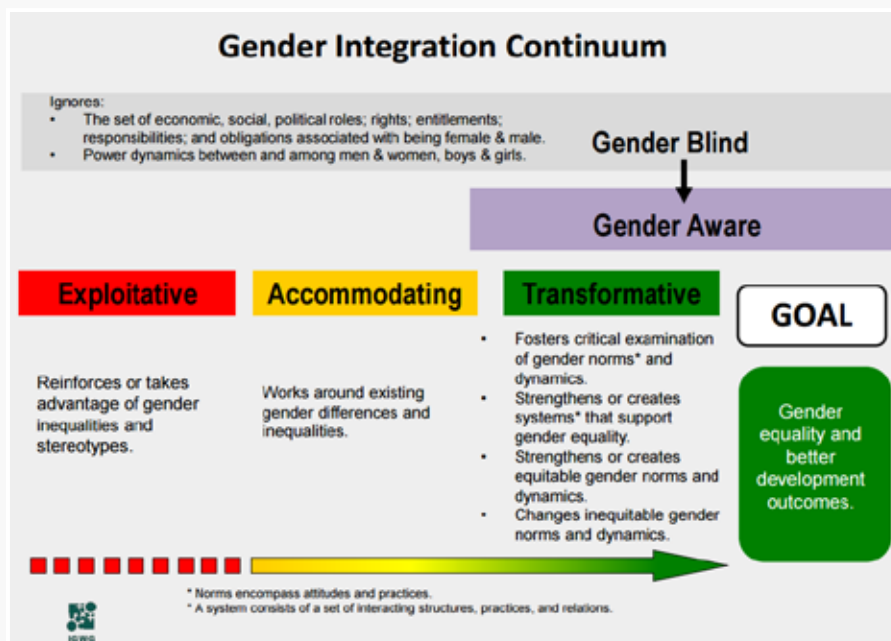 Gender Integration Continuum
Ignores:
• The set of economic, social, political roles; rights; entitlements;
responsibilities; and obligations associated with being female & male.
• Power dynamics between and among men & women, boys & girls.
Gender Blind
Gender Aware
Exploitative
Reinforces or takes
advantage of gender
inequalities and
stereotypes.
Accommodating
Works around existing
gender differences and
inequalities.
Transformative
• Fosters critical examination
of gender norms* and
dynamics.
• Strengthens or creates
systems* that support
gender equality.
• Strengthens or creates
equitable gender norms and
dynamics.
• Changes inequitable gender
norms and dynamics.
GOAL
Gender
equality and
better
development
outcomes.
* Norms encompass attitudes and practices.
* A system consists of a set of interacting structures, practices, and relations.
IGWG